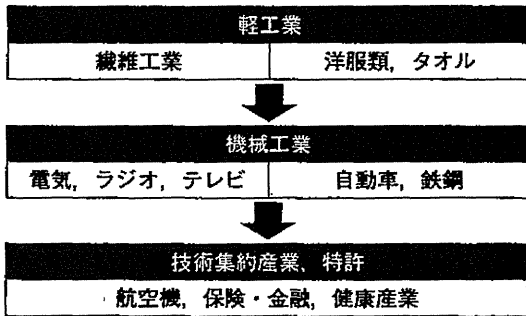 軽工業
繊維工業 洋服類，タオル
機械工業
電気，ラジオ，テレビ 自動車，鉄鋼
技術集約産業，特許
航空機，保険・金融，健康産業